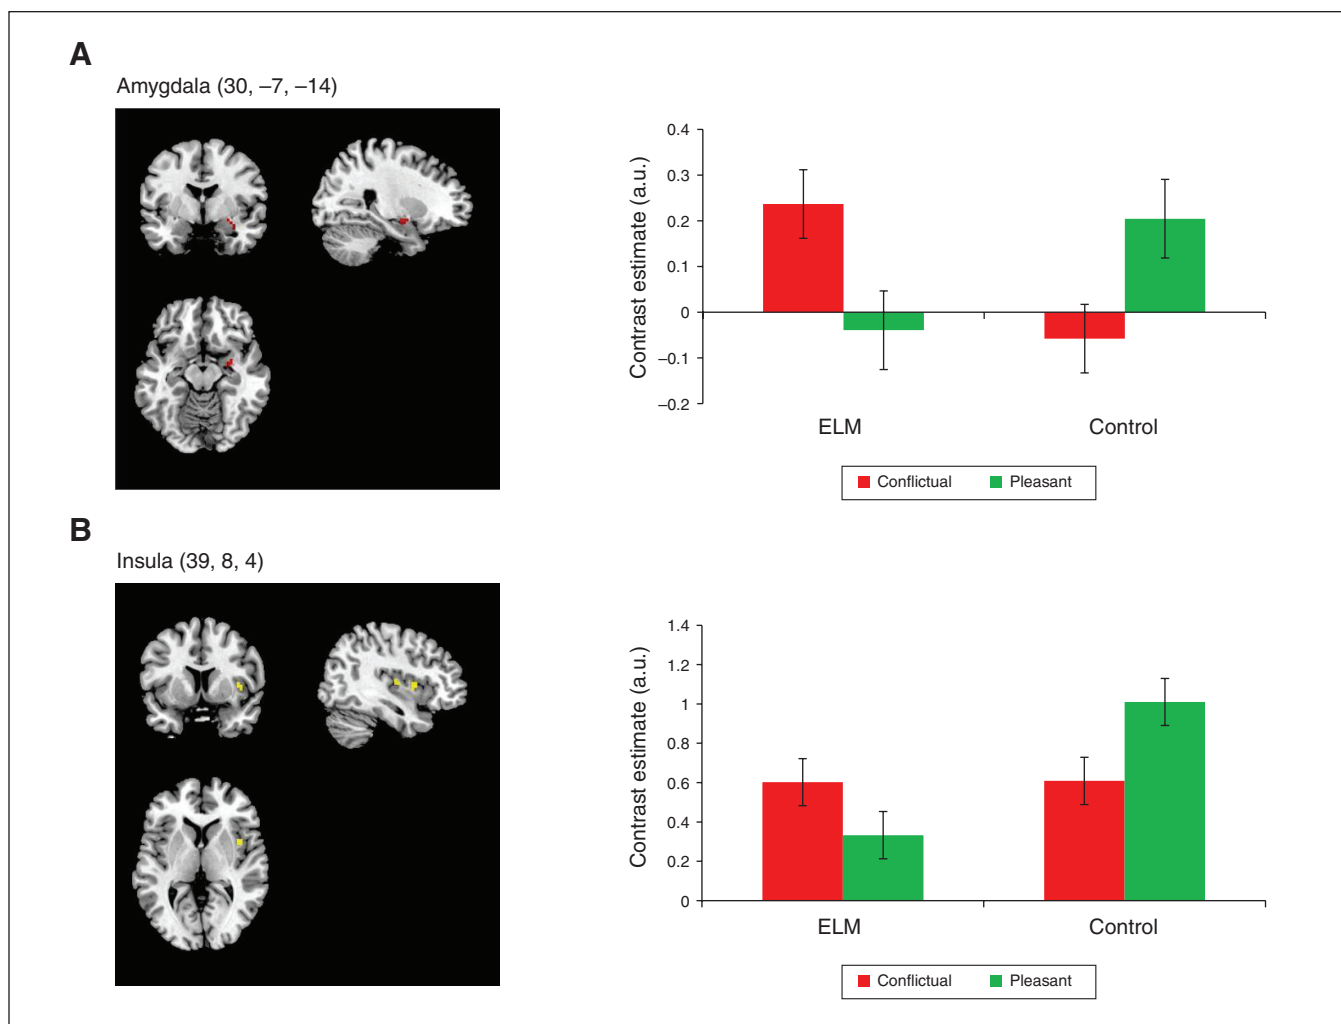 A
Amygdala (30, –7, –14)
Contrast estimate (a.u.)
0.4
0.3
0.2
0.1
0
–0.1
–0.2
ELM
Control
Conflictual
Pleasant
B
Insula (39, 8, 4)
Contrast estimate (a.u.)
1.4
1.2
1
0.8
0.6
0.4
0.2
0
ELM
Control
Conflictual
Pleasant